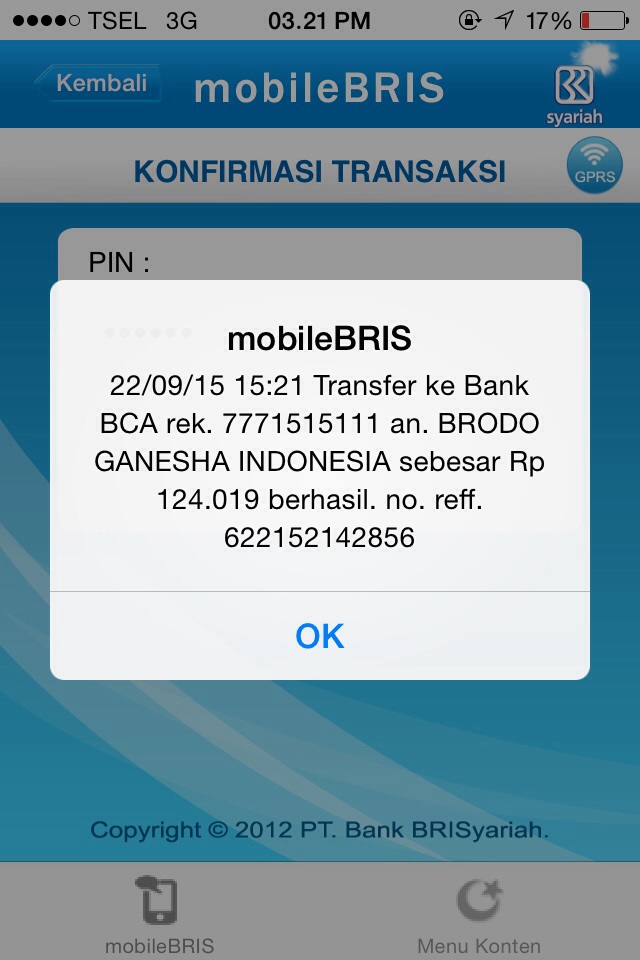 TSEL 3G 03.21 PM 17%
Kembali mobileBRIS
syariah
KONFIRMASI TRANSAKSI GPRS
PIN :
mobileBRIS
22/09/15 15:21 Transfer ke Bank
BCA rek. 7771515111 an. BRODO
GANESHA INDONESIA sebesar Rp
124.019 berhasil. no. reff.
622152142856
OK
Copyright © 2012 PT. Bank BRISyariah.
mobileBRIS Menu Konten